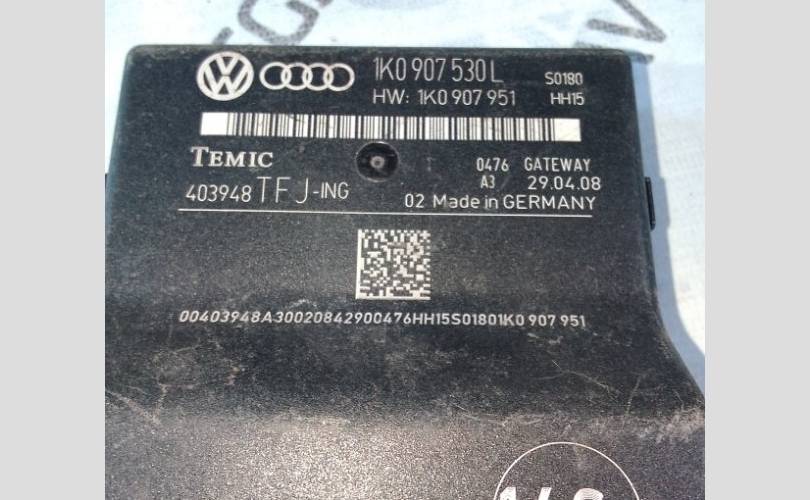 1K0 907 530 L S0180
HW: 1K0 907 951 HH15
TEMIC 0476 GATEWAY
A3 29.04.08
403948 TFJ-ING 02 Made in GERMANY
00403948A30020842900476HH15S01801K0 907 951